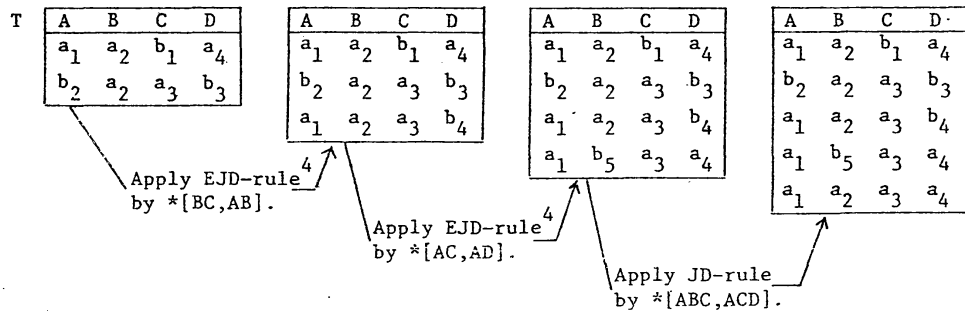 T A B C D A B C D A B C D A B C D
a1 a2 b1 a4 a1 a2 b1 a4 a1 a2 b1 a4 a1 a2 b1 a4
b2 a2 a3 b3 b2 a2 a3 b3 b2 a2 a3 b3 b2 a2 a3 b3
a1 a2 a3 b4 a1 a2 a3 b4 a1 a2 a3 b4
a1 b5 a3 a4 a1 b5 a3 a4
a1 a2 a3 a4
Apply EJD-rule4
by *[BC,AB].
Apply EJD-rule4
by *[AC,AD].
Apply JD-rule
by *[ABC,ACD].